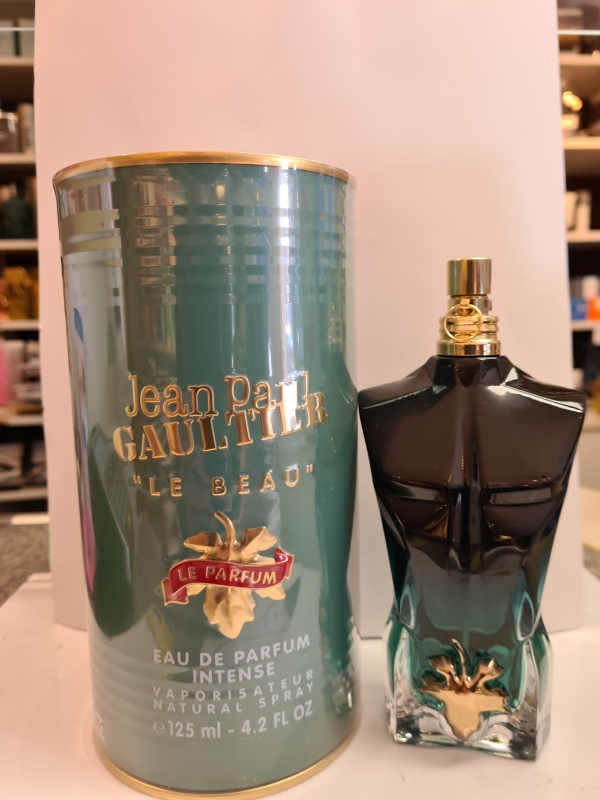 Jean Paul
GAULTIER
"LE BEAU"
LE PARFUM
EAU DE PARFUM
INTENSE
VAPORISATEUR
NATURAL SPRAY
℮125 ml - 4.2 FL OZ